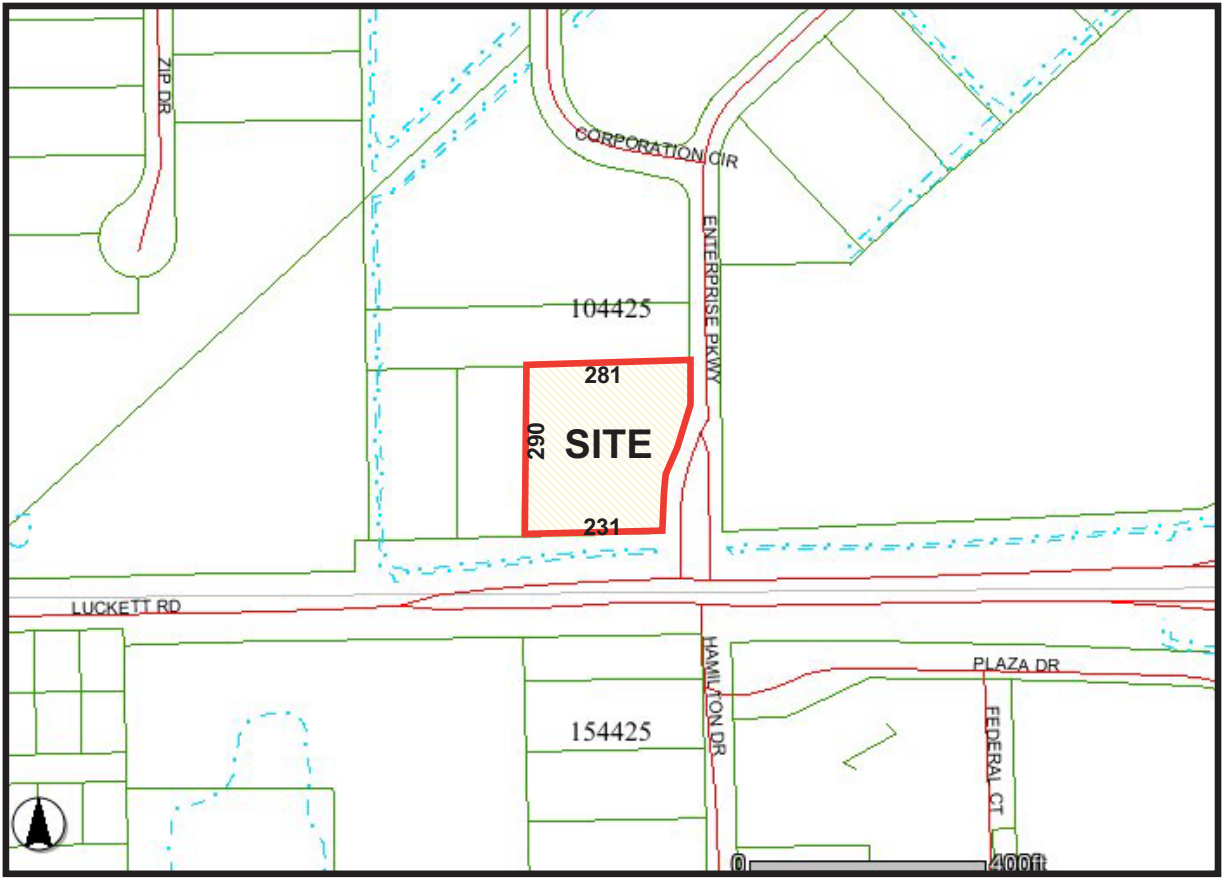 ZIP DR
CORPORATION CIR
ENTERPRISE PKWY
104425
281
290
SITE
231
LUCKETT RD
HAMILTON DR
PLAZA DR
154425
FEDERAL CT
0
400ft